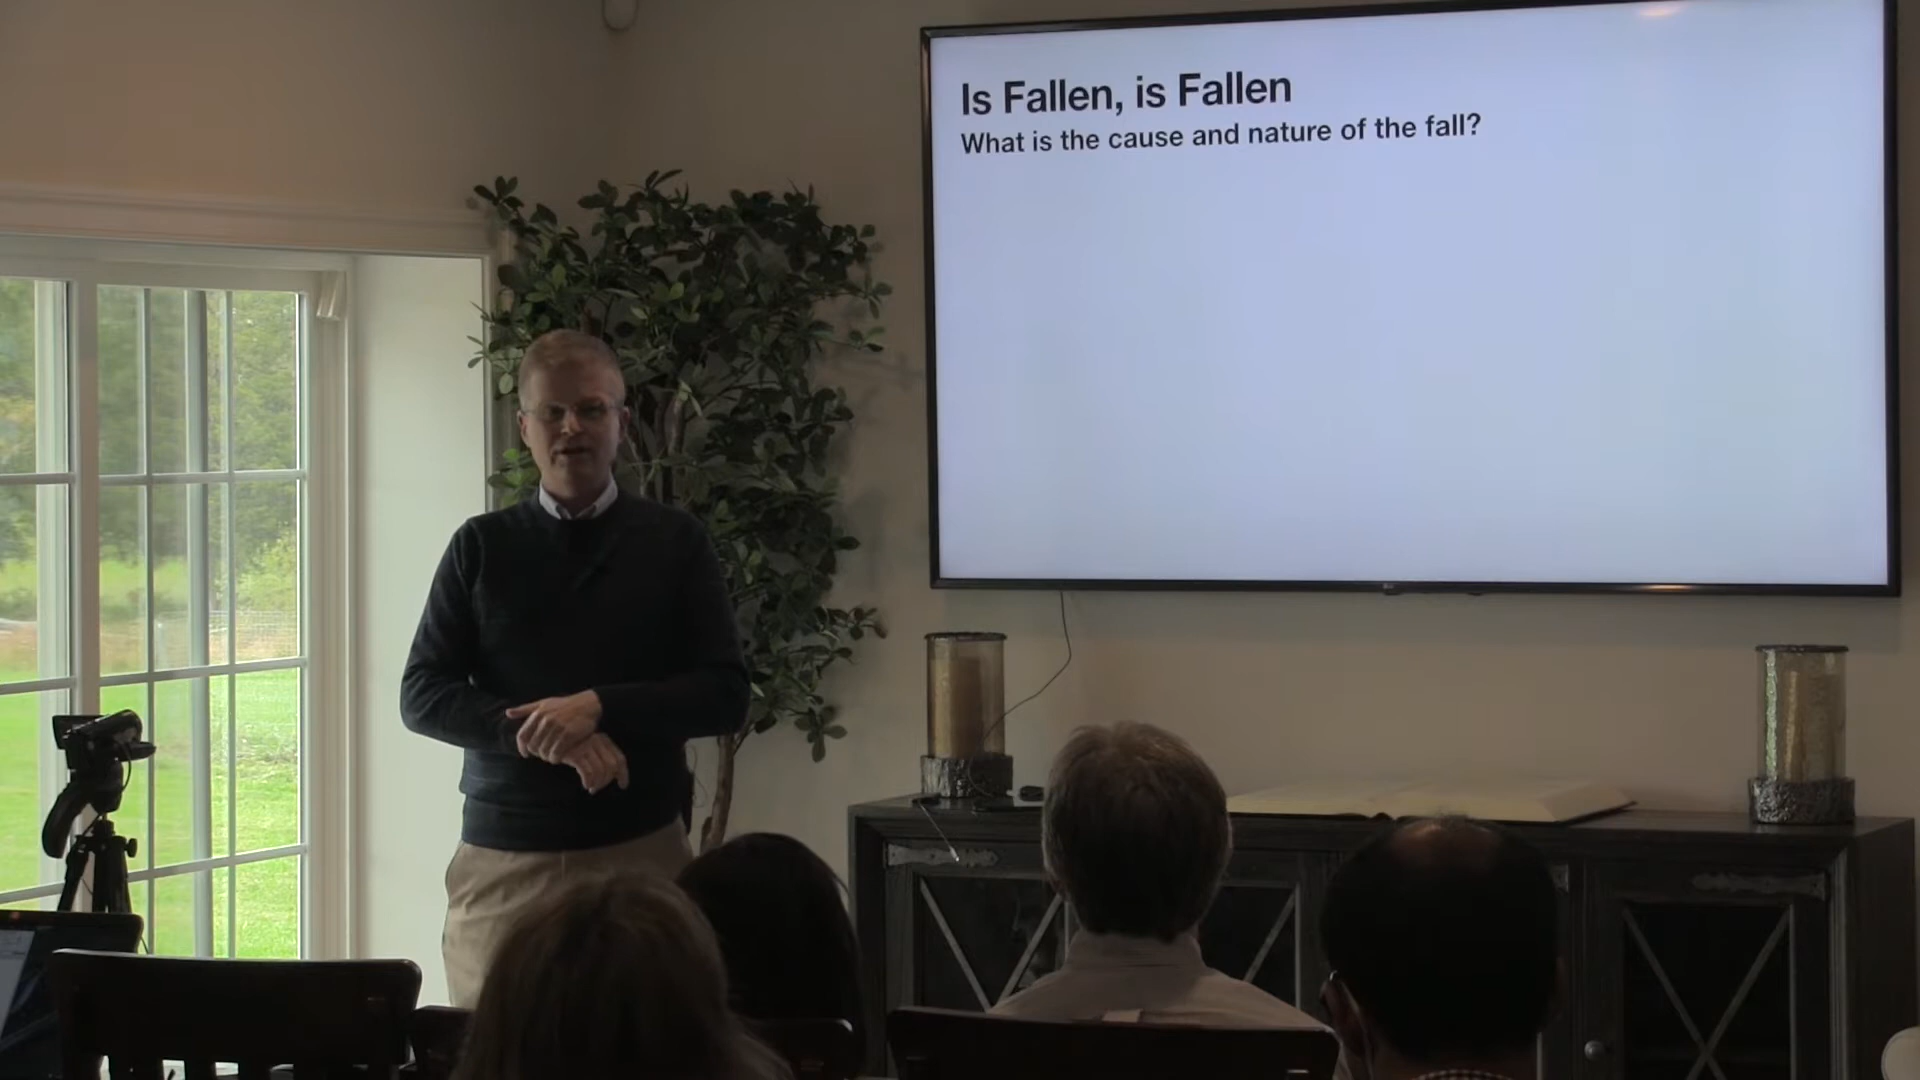 Is Fallen, is Fallen
What is the cause and nature of the fall?